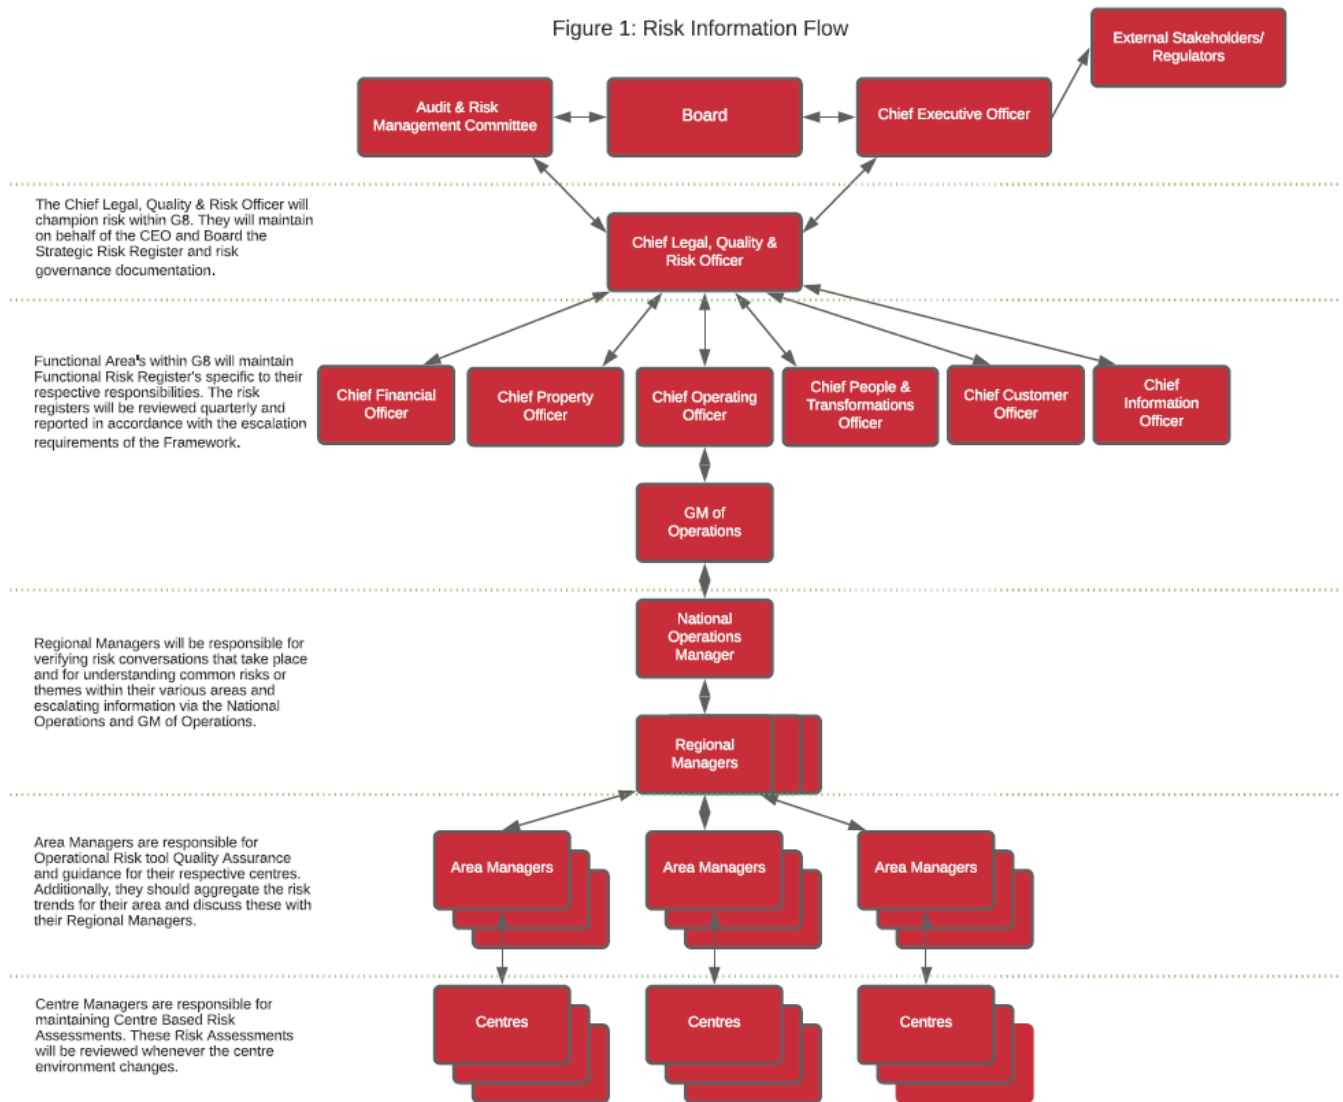 Figure 1: Risk Information Flow
External Stakeholders/
Regulators
Audit & Risk
Management Committee
Board
Chief Executive Officer
The Chief Legal, Quality & Risk Officer will
champion risk within G8. They will maintain
on behalf of the CEO and Board the
Strategic Risk Register and risk
governance documentation.
Chief Legal, Quality &
Risk Officer
Functional Area's within G8 will maintain
Functional Risk Register's specific to their
respective responsibilities. The risk
registers will be reviewed quarterly and
reported in accordance with the escalation
requirements of the Framework.
Chief Financial
Officer
Chief Property
Officer
Chief Operating
Officer
Chief People &
Transformations
Officer
Chief Customer
Officer
Chief
Information
Officer
GM of
Operations
National
Operations
Manager
Regional Managers will be responsible for
verifying risk conversations that take place
and for understanding common risks or
themes within their various areas and
escalating information via the National
Operations and GM of Operations.
Regional
Managers
Area Managers are responsible for
Operational Risk tool Quality Assurance
and guidance for their respective centres.
Additionally, they should aggregate the risk
trends for their area and discuss these with
their Regional Managers.
Area Managers
Area Managers
Area Managers
Centre Managers are responsible for
maintaining Centre Based Risk
Assessments. These Risk Assessments
will be reviewed whenever the centre
environment changes.
Centres
Centres
Centres